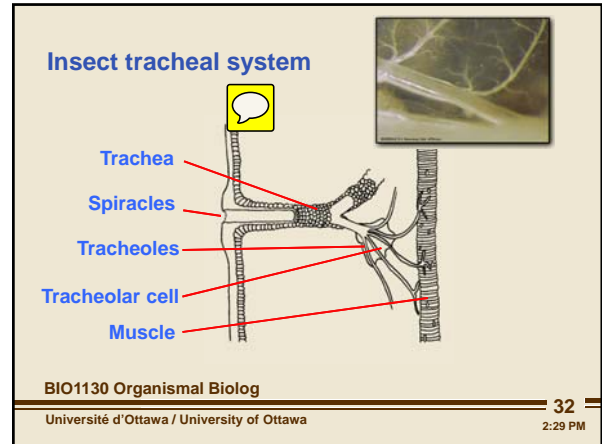 Insect tracheal system
Trachea
Spiracles
Tracheoles
Tracheolar cell
Muscle
BIO1130 Organismal Biolog
Université d'Ottawa / University of Ottawa
32
2:29 PM